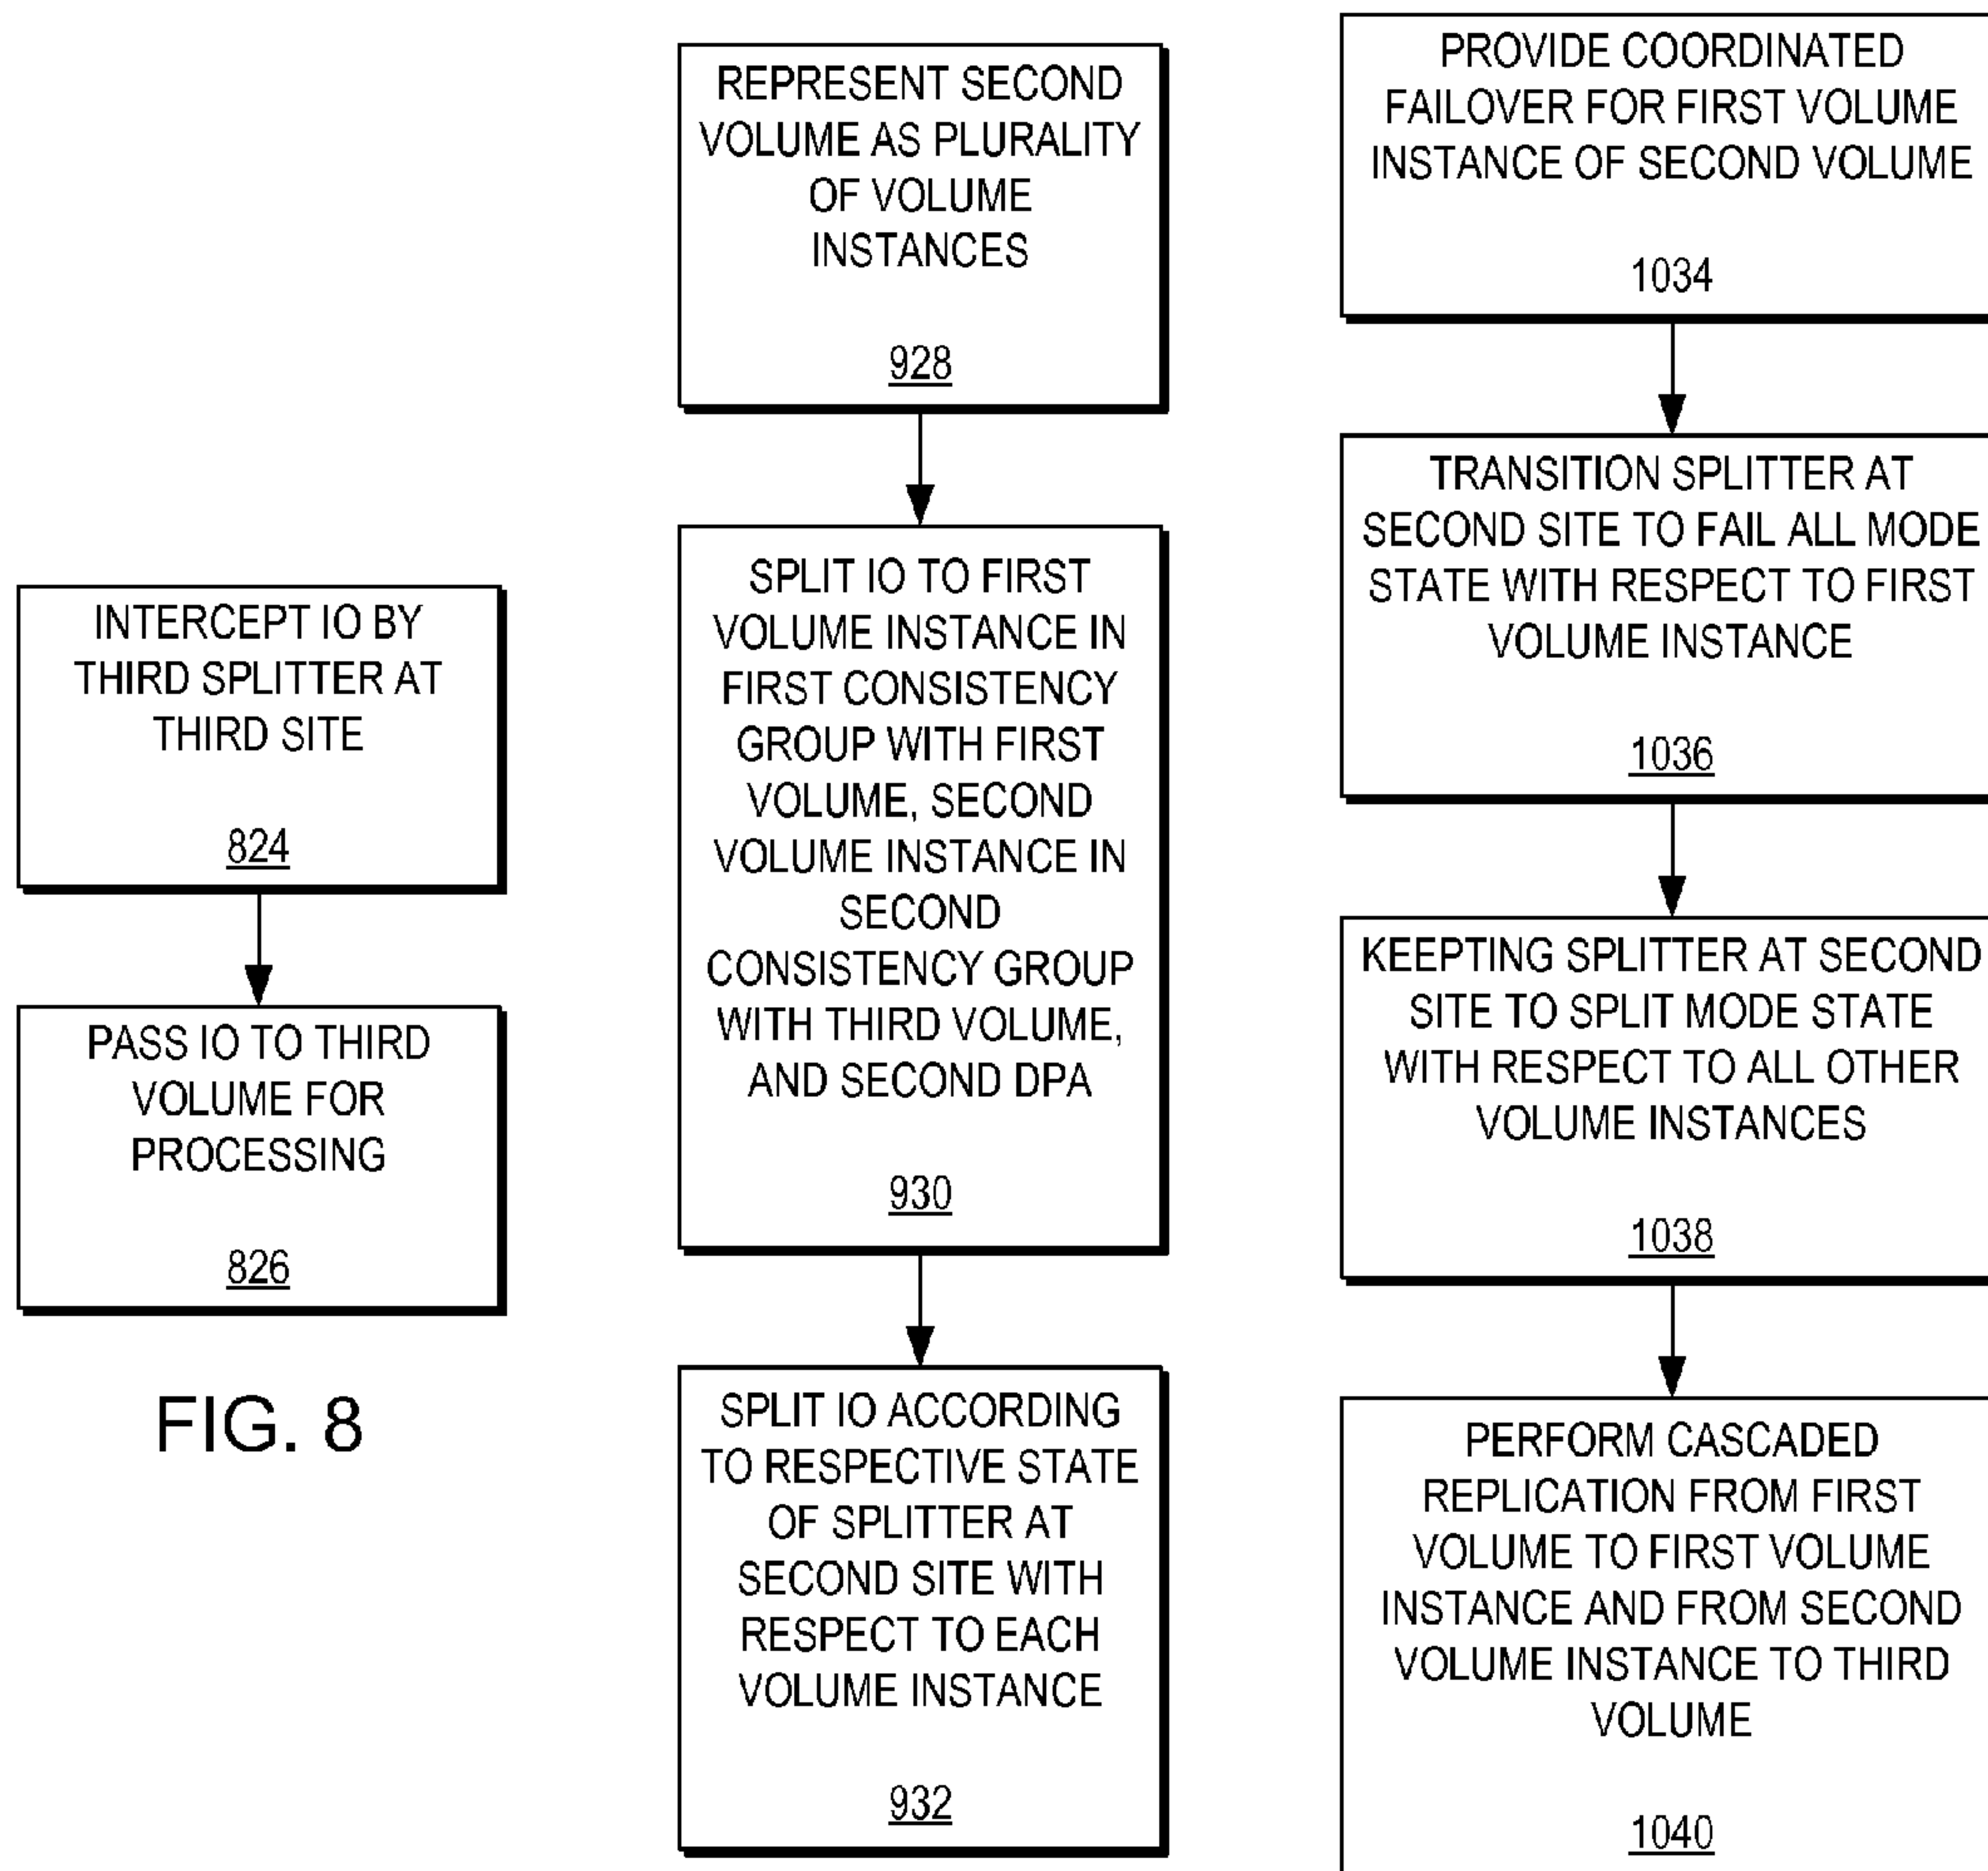 INTERCEPT IO BY
THIRD SPLITTER AT
THIRD SITE
824
PASS IO TO THIRD
VOLUME FOR
PROCESSING
826
FIG. 8
REPRESENT SECOND
VOLUME AS PLURALITY
OF VOLUME
INSTANCES
928
SPLIT IO TO FIRST
VOLUME INSTANCE IN
FIRST CONSISTENCY
GROUP WITH FIRST
VOLUME, SECOND
VOLUME INSTANCE IN
SECOND
CONSISTENCY GROUP
WITH THIRD VOLUME,
AND SECOND DPA
930
SPLIT IO ACCORDING
TO RESPECTIVE STATE
OF SPLITTER AT
SECOND SITE WITH
RESPECT TO EACH
VOLUME INSTANCE
932
PROVIDE COORDINATED
FAILOVER FOR FIRST VOLUME
INSTANCE OF SECOND VOLUME
1034
TRANSITION SPLITTER AT
SECOND SITE TO FAIL ALL MODE
STATE WITH RESPECT TO FIRST
VOLUME INSTANCE
1036
KEEPTING SPLITTER AT SECOND
SITE TO SPLIT MODE STATE
WITH RESPECT TO ALL OTHER
VOLUME INSTANCES
1038
PERFORM CASCADED
REPLICATION FROM FIRST
VOLUME TO FIRST VOLUME
INSTANCE AND FROM SECOND
VOLUME INSTANCE TO THIRD
VOLUME
1040